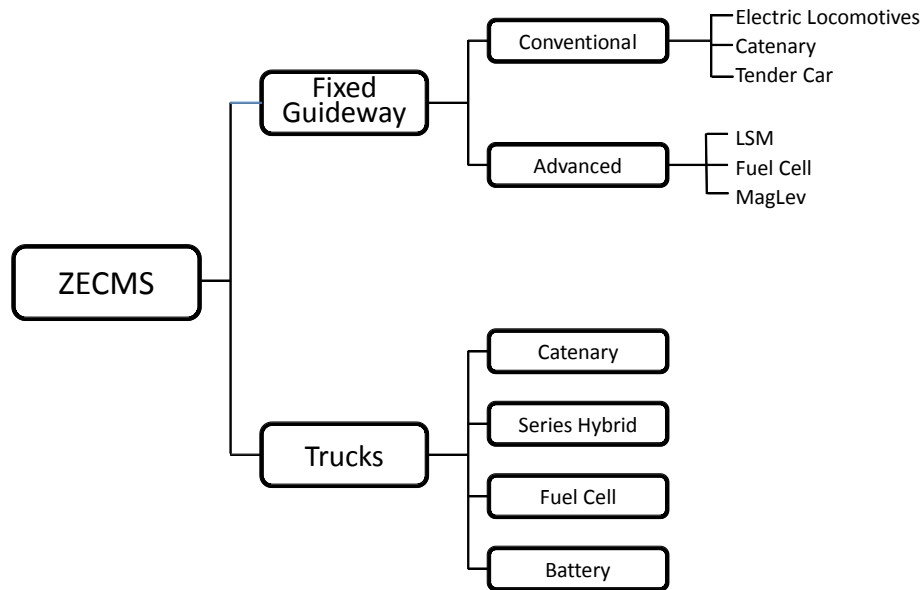 ZECMS
Fixed
Guideway
Conventional
Electric Locomotives
Catenary
Tender Car
Advanced
LSM
Fuel Cell
MagLev
Trucks
Catenary
Series Hybrid
Fuel Cell
Battery